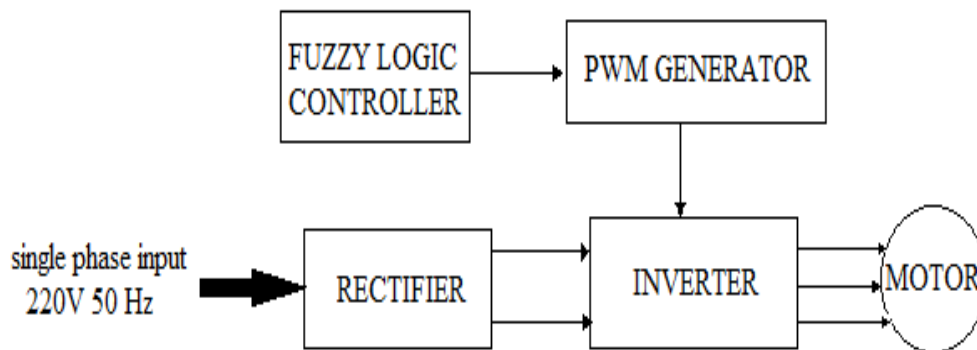 FUZZY LOGIC
CONTROLLER
PWM GENERATOR
single phase input
220V 50 Hz
RECTIFIER
INVERTER
MOTOR